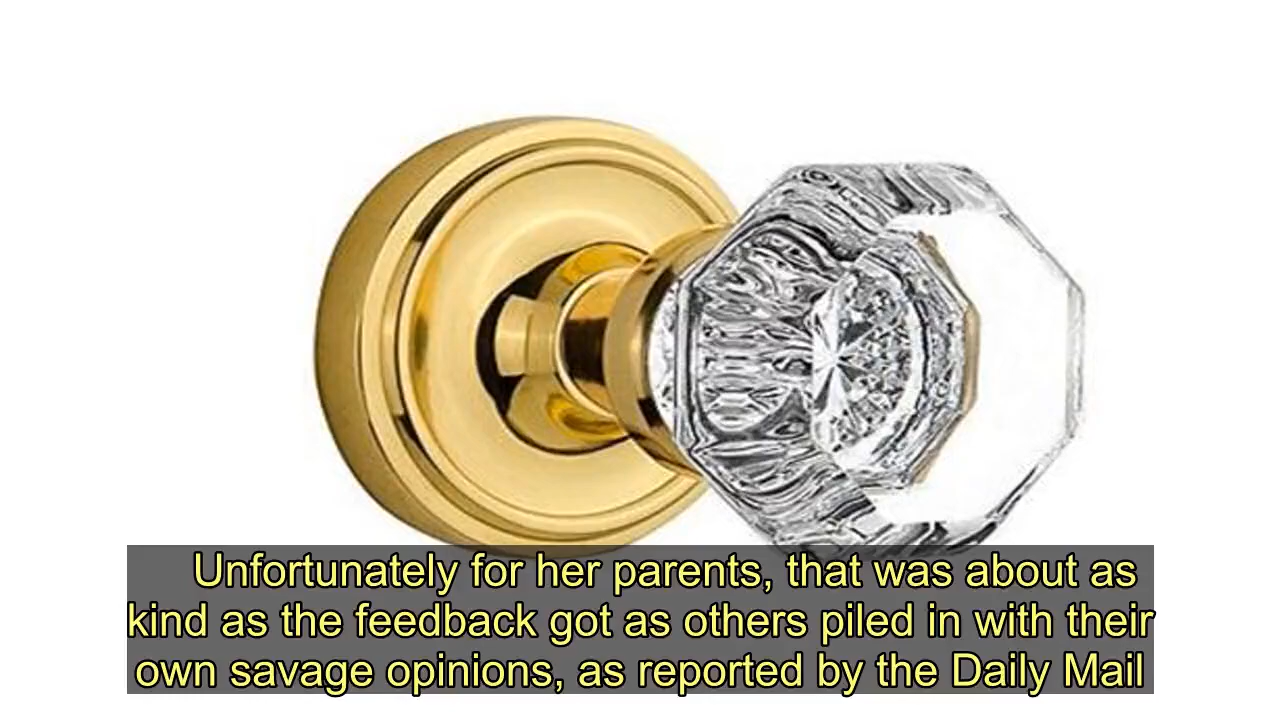 Unfortunately for her parents, that was about as
kind as the feedback got as others piled in with their
own savage opinions, as reported by the Daily Mail